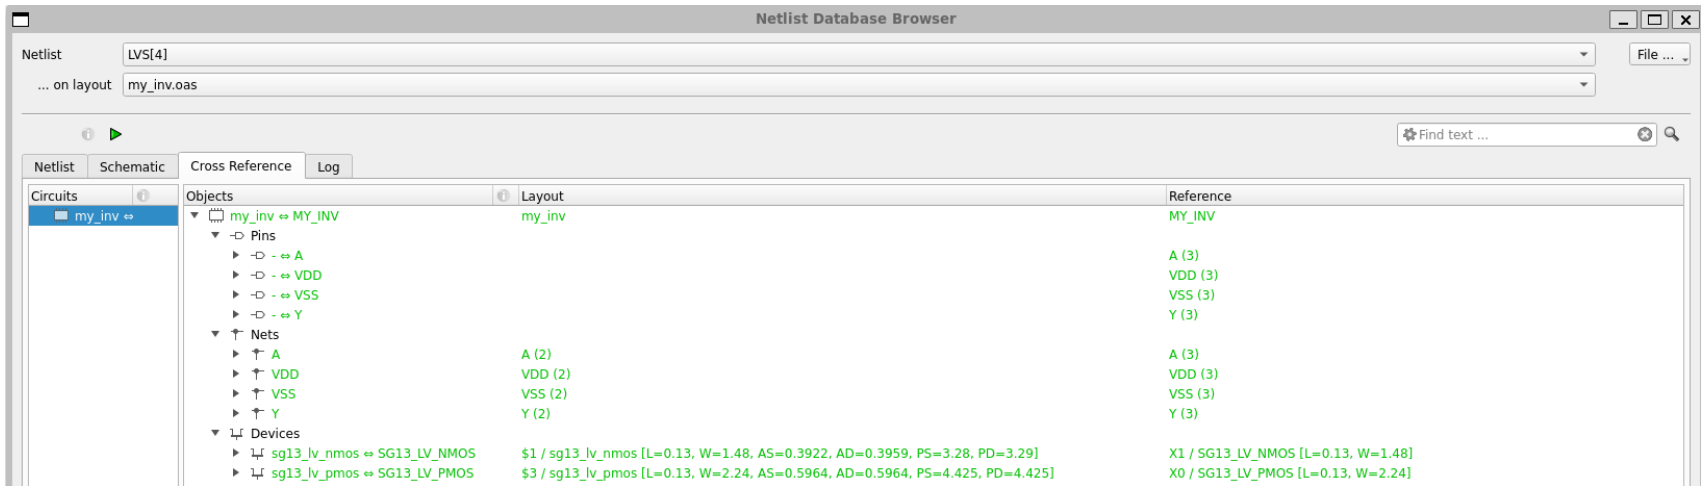 Netlist Database Browser
Netlist LVS[4] File ...
... on layout my_inv.oas
Find text ...
Netlist Schematic Cross Reference Log
Circuits Objects Layout Reference
my_inv ⇔ my_inv ⇔ MY_INV my_inv MY_INV
Pins
- ⇔ A A (3)
- ⇔ VDD VDD (3)
- ⇔ VSS VSS (3)
- ⇔ Y Y (3)
Nets
A A (2) A (3)
VDD VDD (2) VDD (3)
VSS VSS (2) VSS (3)
Y Y (2) Y (3)
Devices
sg13_lv_nmos ⇔ SG13_LV_NMOS $1 / sg13_lv_nmos [L=0.13, W=1.48, AS=0.3922, AD=0.3959, PS=3.28, PD=3.29] X1 / SG13_LV_NMOS [L=0.13, W=1.48]
sg13_lv_pmos ⇔ SG13_LV_PMOS $3 / sg13_lv_pmos [L=0.13, W=2.24, AS=0.5964, AD=0.5964, PS=4.425, PD=4.425] X0 / SG13_LV_PMOS [L=0.13, W=2.24]